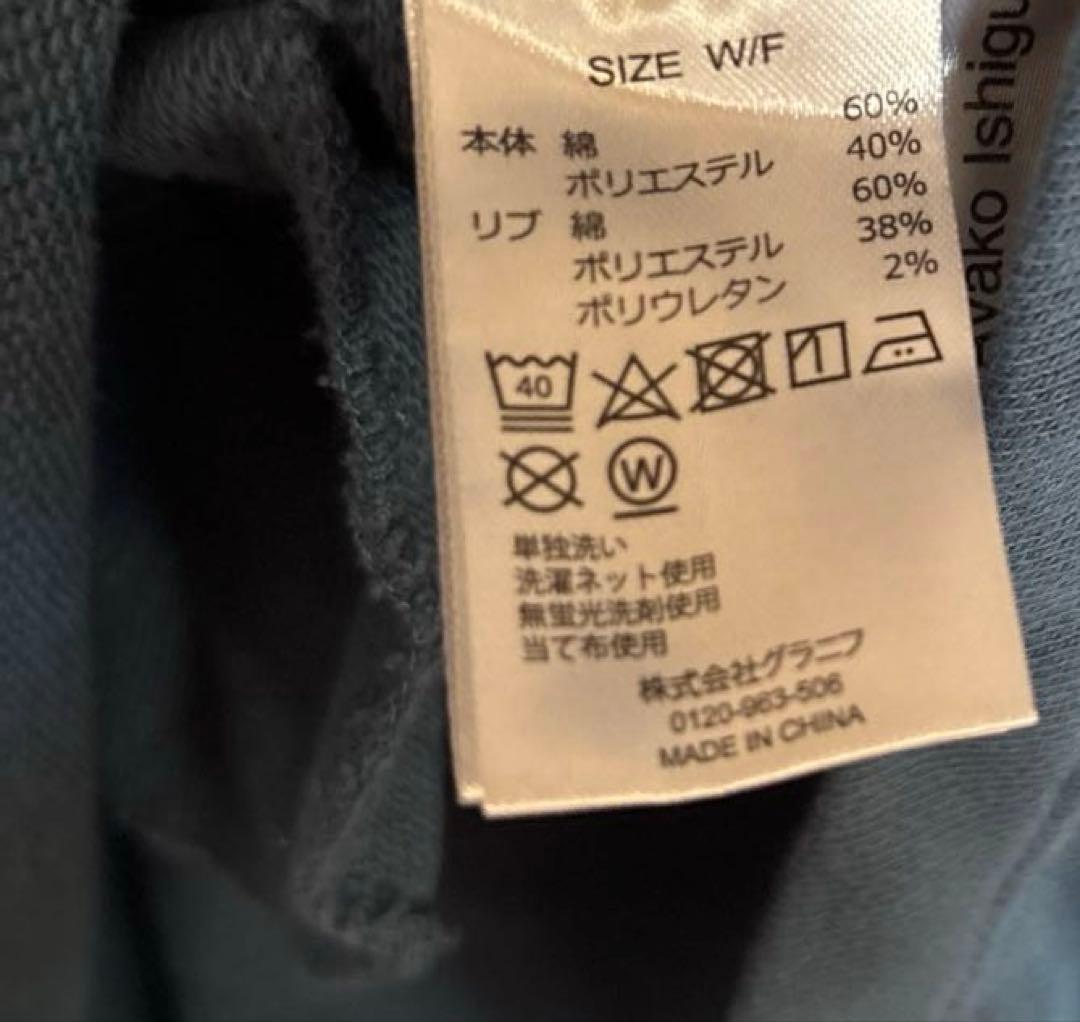 SIZE W/F
本体 綿 60%
ポリエステル 40%
リブ 綿 60%
ポリエステル 38%
ポリウレタン 2%
40
W
単独洗い
洗濯ネット使用
無蛍光洗剤使用
当て布使用
株式会社グラニフ
0120-963-506
MADE IN CHINA